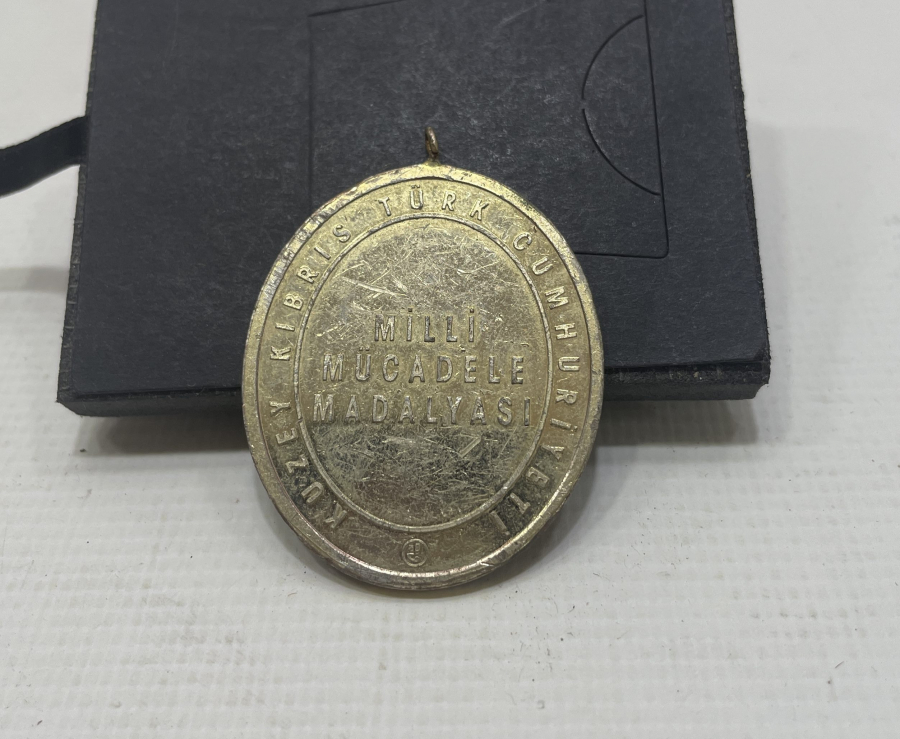 KUZEY KIBRIS TÜRK CUMHURİYETİ
MİLLİ
MÜCADELE
MADALYASI